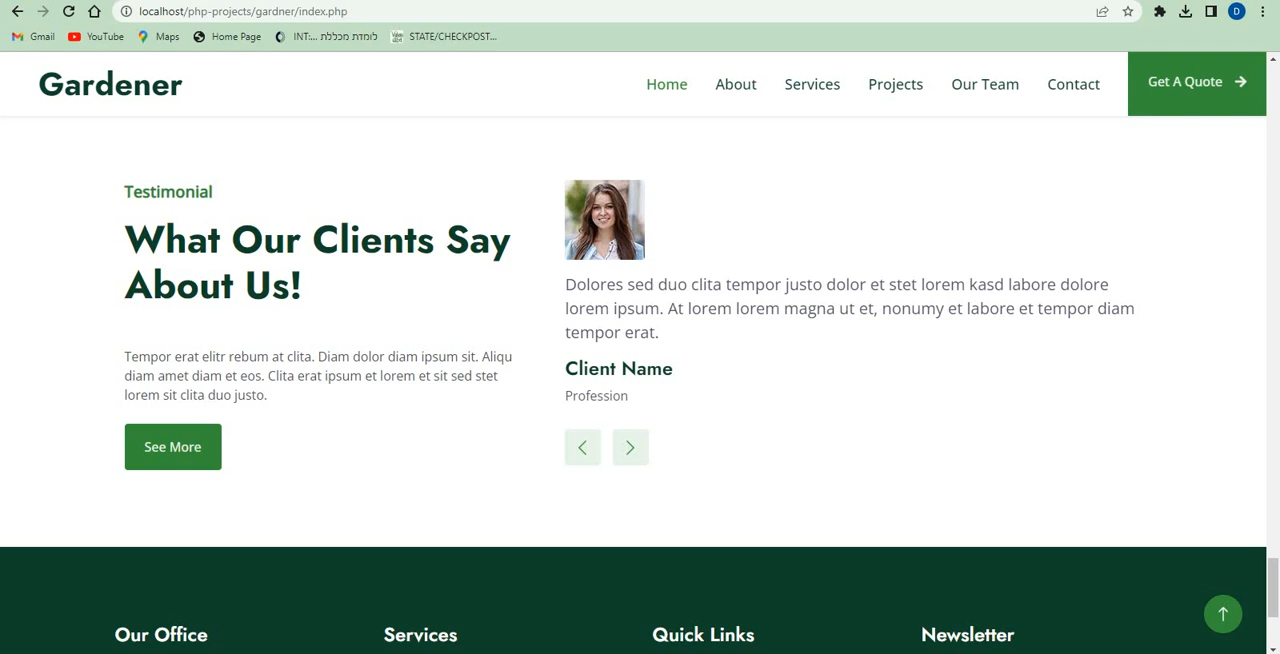 localhost/php-projects/gardner/index.php
D
Gmail
YouTube
Maps
Home Page
INT:... לומדת מכללת
STATE/CHECKPOST...
Gardener
Home
About
Services
Projects
Our Team
Contact
Get A Quote
Testimonial
What Our Clients Say
About Us!
Tempor erat elitr rebum at clita. Diam dolor diam ipsum sit. Aliqu
diam amet diam et eos. Clita erat ipsum et lorem et sit sed stet
lorem sit clita duo justo.
See More
Dolores sed duo clita tempor justo dolor et stet lorem kasd labore dolore
lorem ipsum. At lorem lorem magna ut et, nonumy et labore et tempor diam
tempor erat.
Client Name
Profession
Our Office
Services
Quick Links
Newsletter